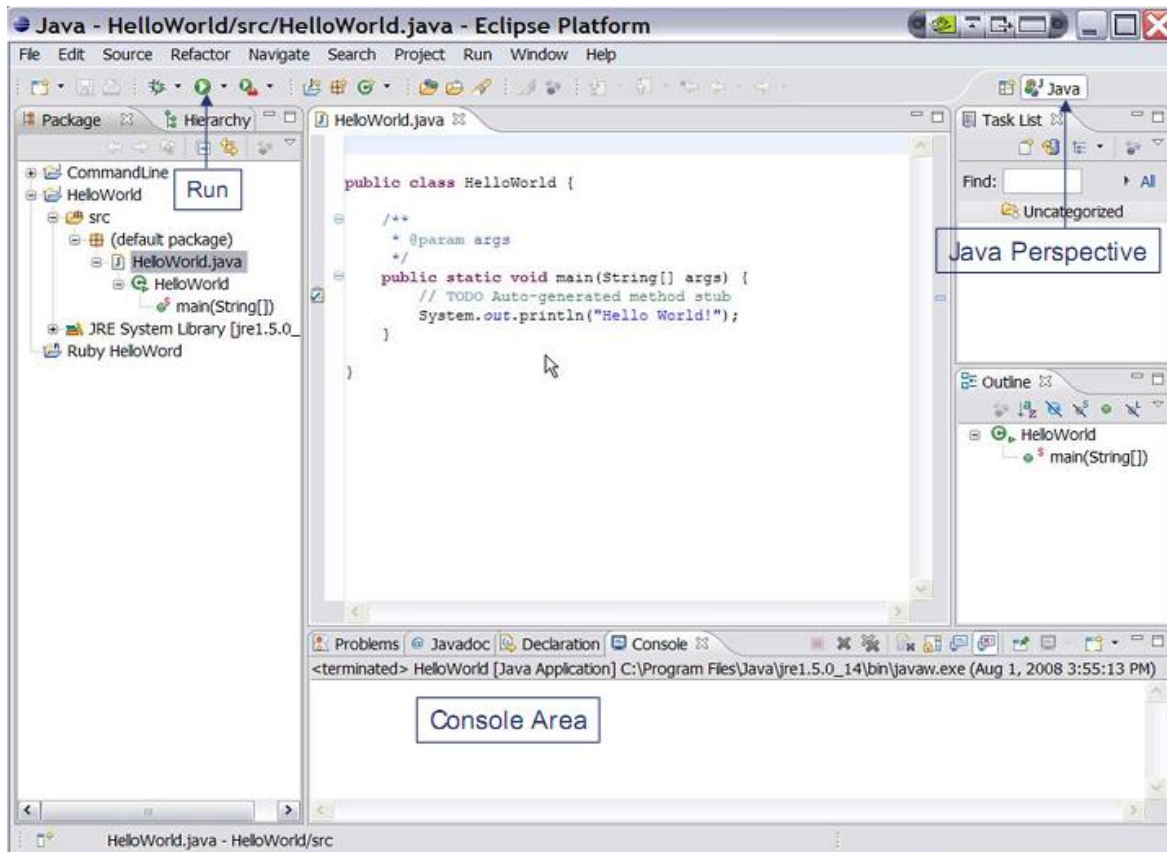 Java - HelloWorld/src/HelloWorld.java - Eclipse Platform
File Edit Source Refactor Navigate Search Project Run Window Help
Java
Package Hierarchy
CommandLine
HelloWorld
src
(default package)
HelloWorld.java
HelloWorld
main(String[])
JRE System Library [jre1.5.0_
Ruby HelloWord
Run
HelloWorld.java
public class HelloWorld {
/**
* @param args
*/
public static void main(String[] args) {
// TODO Auto-generated method stub
System.out.println("Hello World!");
}
}
Task List
Find: All
Uncategorized
Java Perspective
Outline
HelloWorld
main(String[])
Problems Javadoc Declaration Console
<terminated> HelloWorld [Java Application] C:\Program Files\Java\jre1.5.0_14\bin\javaw.exe (Aug 1, 2008 3:55:13 PM)
Console Area
HelloWorld.java - HelloWorld/src